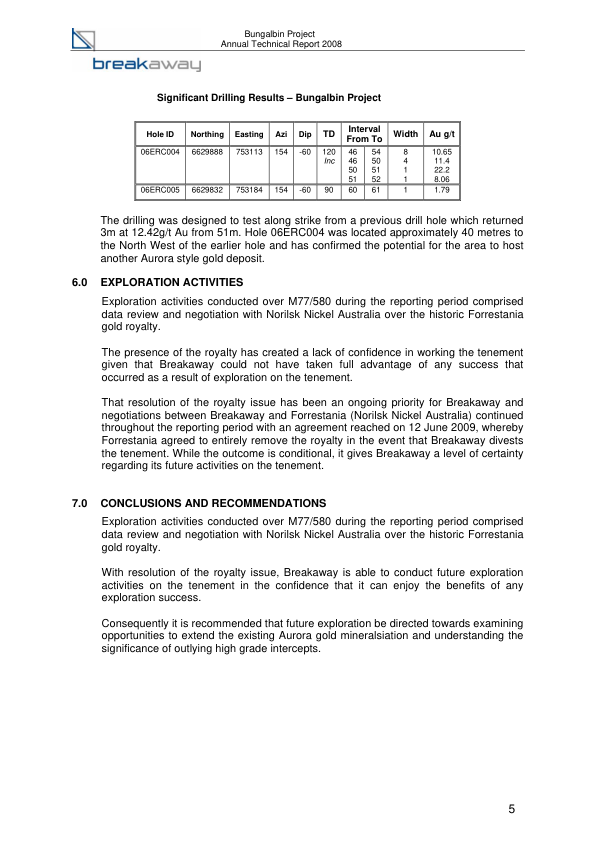 Bungalbin Project
Annual Technical Report 2008
breakaway
Significant Drilling Results – Bungalbin Project
Hole ID Northing Easting Azi Dip TD Interval From To Width Au g/t
06ERC004 6629888 753113 154 -60 120 46 54 8 10.65
Inc 46 50 4 11.4
50 51 1 22.2
51 52 1 8.06
06ERC005 6629832 753184 154 -60 90 60 61 1 1.79
The drilling was designed to test along strike from a previous drill hole which returned
3m at 12.42g/t Au from 51m. Hole 06ERC004 was located approximately 40 metres to
the North West of the earlier hole and has confirmed the potential for the area to host
another Aurora style gold deposit.
6.0 EXPLORATION ACTIVITIES
Exploration activities conducted over M77/580 during the reporting period comprised
data review and negotiation with Norilsk Nickel Australia over the historic Forrestania
gold royalty.
The presence of the royalty has created a lack of confidence in working the tenement
given that Breakaway could not have taken full advantage of any success that
occurred as a result of exploration on the tenement.
That resolution of the royalty issue has been an ongoing priority for Breakaway and
negotiations between Breakaway and Forrestania (Norilsk Nickel Australia) continued
throughout the reporting period with an agreement reached on 12 June 2009, whereby
Forrestania agreed to entirely remove the royalty in the event that Breakaway divests
the tenement. While the outcome is conditional, it gives Breakaway a level of certainty
regarding its future activities on the tenement.
7.0 CONCLUSIONS AND RECOMMENDATIONS
Exploration activities conducted over M77/580 during the reporting period comprised
data review and negotiation with Norilsk Nickel Australia over the historic Forrestania
gold royalty.
With resolution of the royalty issue, Breakaway is able to conduct future exploration
activities on the tenement in the confidence that it can enjoy the benefits of any
exploration success.
Consequently it is recommended that future exploration be directed towards examining
opportunities to extend the existing Aurora gold mineralsiation and understanding the
significance of outlying high grade intercepts.
5